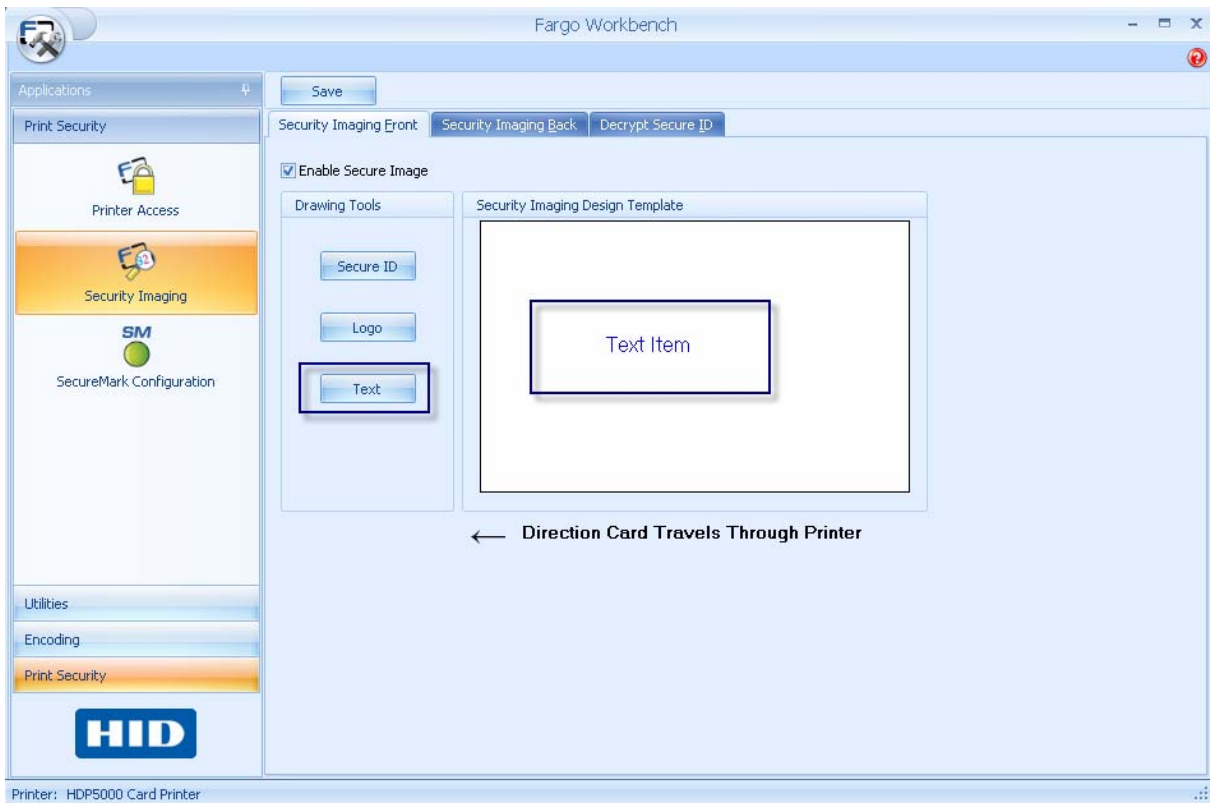 Fargo Workbench
Applications
Save
Print Security
Security Imaging Front
Security Imaging Back
Decrypt Secure ID
Enable Secure Image
Printer Access
Drawing Tools
Security Imaging Design Template
Secure ID
Security Imaging
Logo
Text Item
SM
SecureMark Configuration
Text
Direction Card Travels Through Printer
Utilities
Encoding
Print Security
HID
Printer: HDP5000 Card Printer